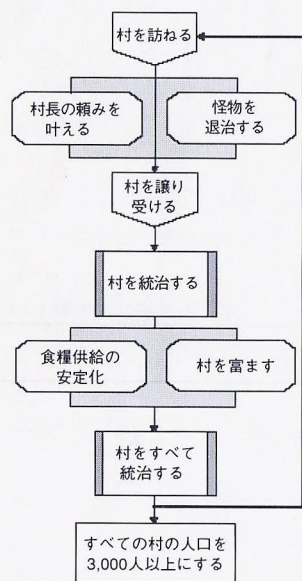 村を訪ねる
村長の頼みを
叶える
怪物を
退治する
村を譲り
受ける
村を統治する
食糧供給の
安定化
村を富ます
村をすべて
統治する
すべての村の人口を
3,000人以上にする